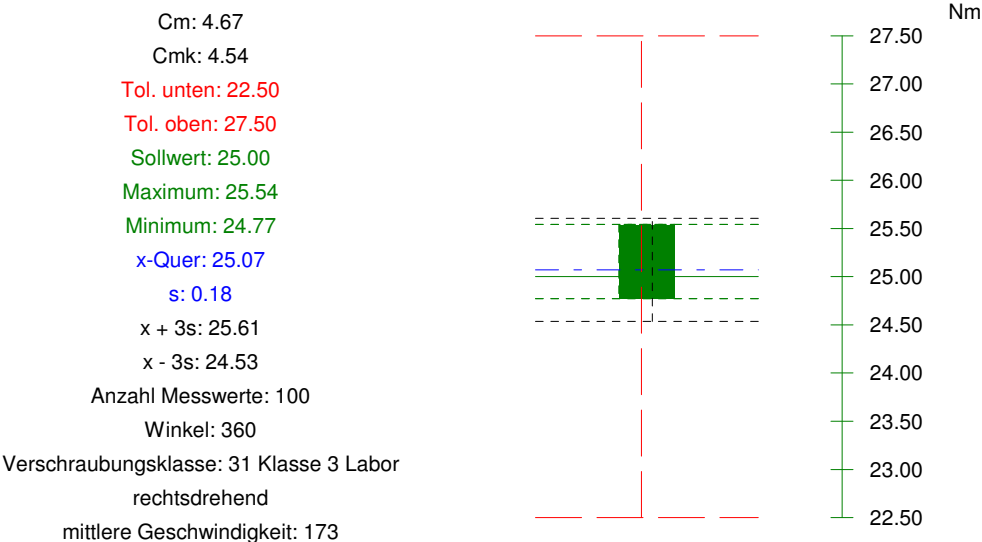 Cm: 4.67
Cmk: 4.54
Tol. unten: 22.50
Tol. oben: 27.50
Sollwert: 25.00
Maximum: 25.54
Minimum: 24.77
x-Quer: 25.07
s: 0.18
x + 3s: 25.61
x - 3s: 24.53
Anzahl Messwerte: 100
Winkel: 360
Verschraubungsklasse: 31 Klasse 3 Labor
rechtsdrehend
mittlere Geschwindigkeit: 173
Nm
27.50
27.00
26.50
26.00
25.50
25.00
24.50
24.00
23.50
23.00
22.50